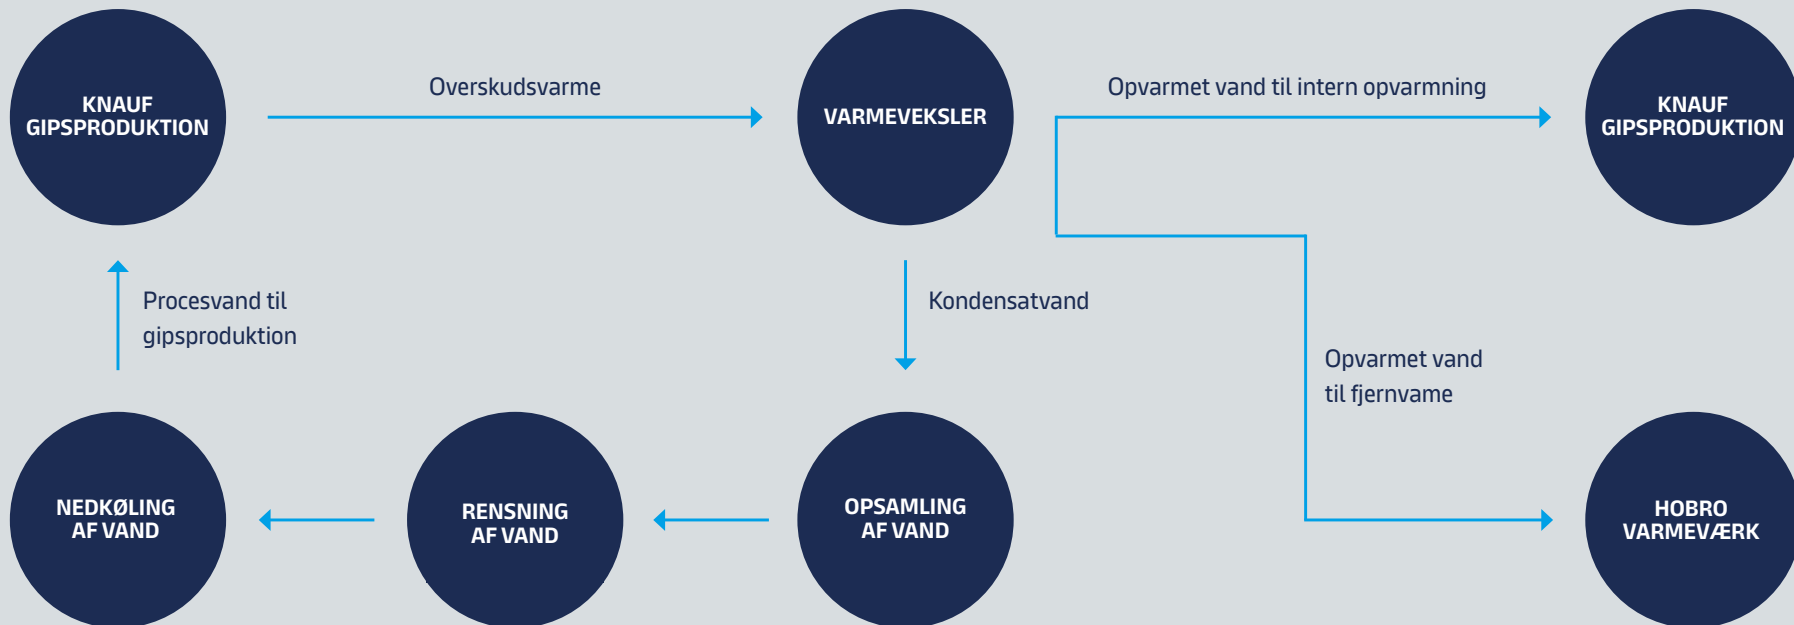 KNAUF
GIPSPRODUKTION
Overskudsvarme
VARMEVEKSLER
Opvarmet vand til intern opvarmning
KNAUF
GIPSPRODUKTION
Procesvand til
gipsproduktion
Kondensatvand
Opvarmet vand
til fjernvame
NEDKØLING
AF VAND
RENSNING
AF VAND
OPSAMLING
AF VAND
HOBRO
VARMEVÆRK